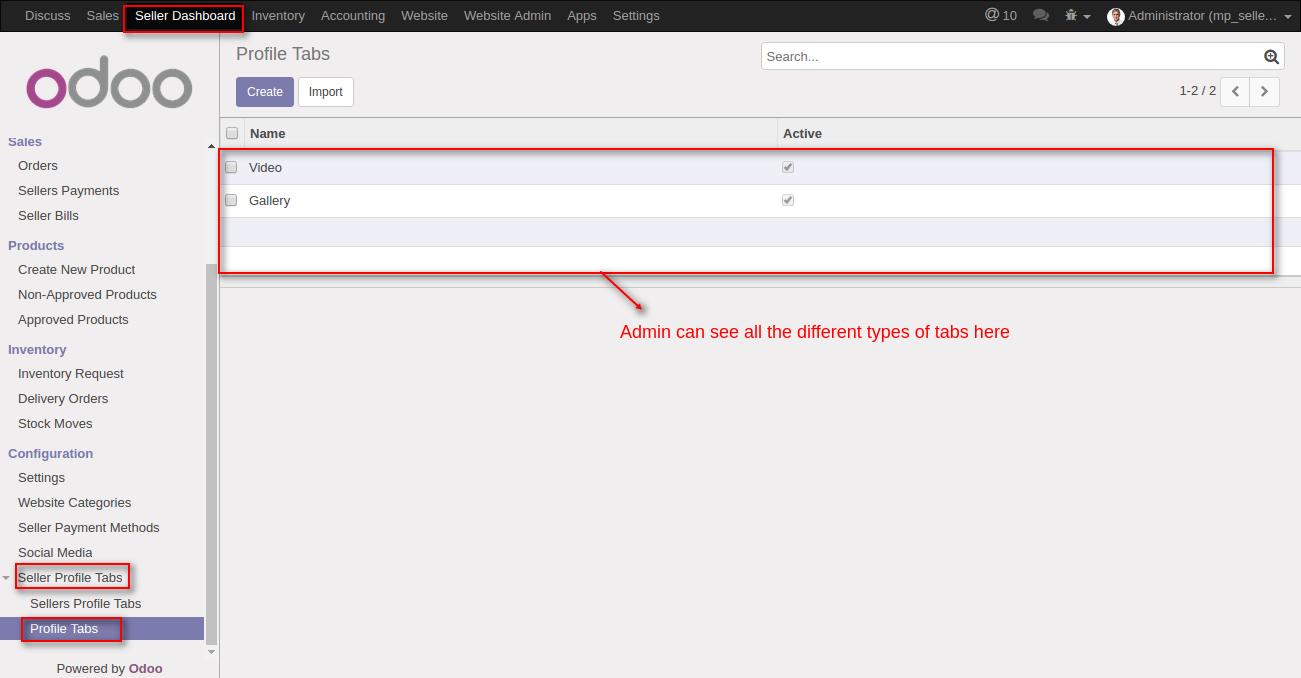 Discuss Sales Seller Dashboard Inventory Accounting Website Website Admin Apps Settings @ 10 Administrator (mp_selle...
odoo
Profile Tabs
Search...
Create Import
1-2 / 2
Name Active
Video
Gallery
Admin can see all the different types of tabs here
Sales
Orders
Sellers Payments
Seller Bills
Products
Create New Product
Non-Approved Products
Approved Products
Inventory
Inventory Request
Delivery Orders
Stock Moves
Configuration
Settings
Website Categories
Seller Payment Methods
Social Media
Seller Profile Tabs
Sellers Profile Tabs
Profile Tabs
Powered by Odoo